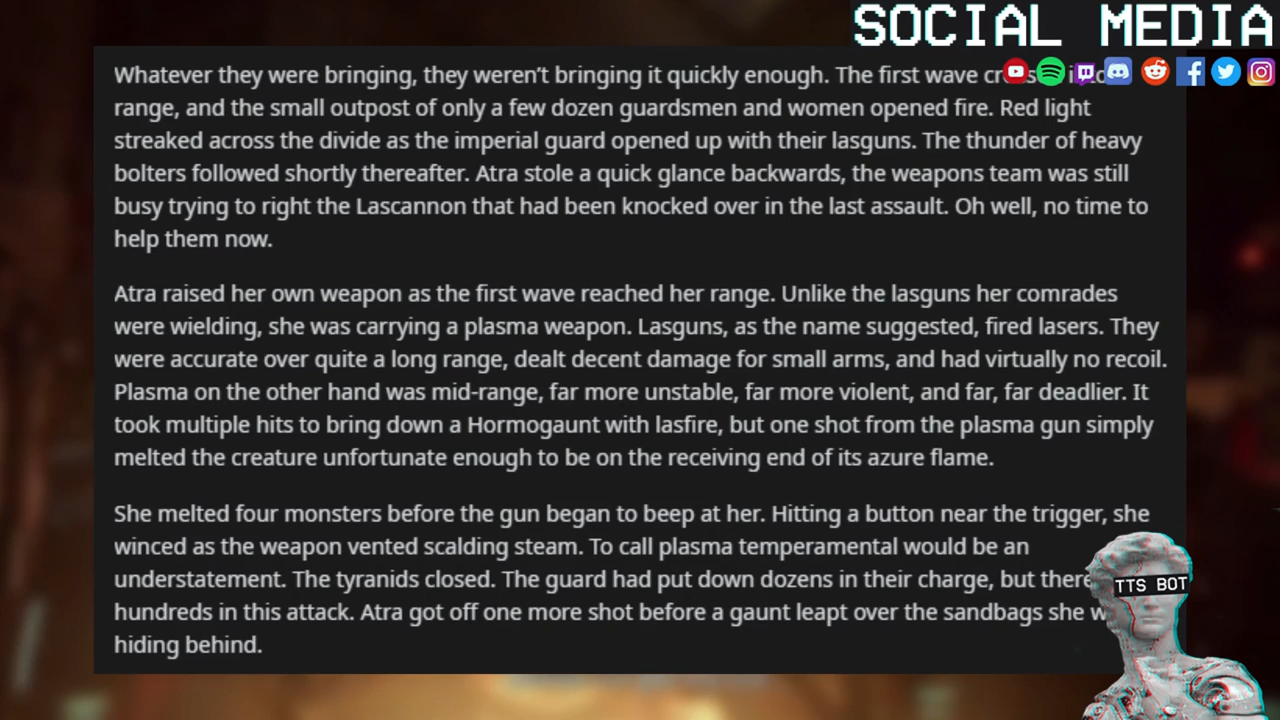 SOCIAL MEDIA
Whatever they were bringing, they weren't bringing it quickly enough. The first wave
range, and the small outpost of only a few dozen guardsmen and women opened fire. Red light
streaked across the divide as the imperial guard opened up with their lasguns. The thunder of heavy
bolters followed shortly thereafter. Atra stole a quick glance backwards, the weapons team was still
busy trying to right the Lascannon that had been knocked over in the last assault. Oh well, no time to
help them now.
Atra raised her own weapon as the first wave reached her range. Unlike the lasguns her comrades
were wielding, she was carrying a plasma weapon. Lasguns, as the name suggested, fired lasers. They
were accurate over quite a long range, dealt decent damage for small arms, and had virtually no recoil.
Plasma on the other hand was mid-range, far more unstable, far more violent, and far, far deadlier. It
took multiple hits to bring down a Hormogaunt with lasfire, but one shot from the plasma gun simply
melted the creature unfortunate enough to be on the receiving end of its azure flame.
She melted four monsters before the gun began to beep at her. Hitting a button near the trigger, she
winced as the weapon vented scalding steam. To call plasma temperamental would be an
understatement. The tyranids closed. The guard had put down dozens in their charge, but there
hundreds in this attack. Atra got off one more shot before a gaunt leapt over the sandbags she
hiding behind.
TTS BOT